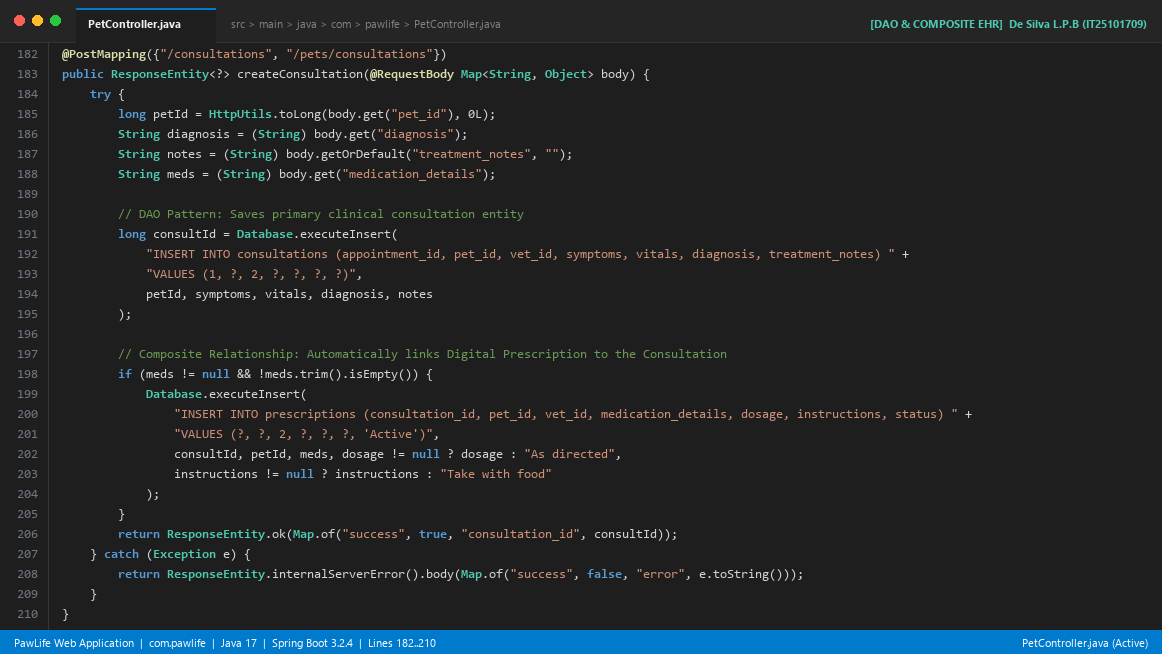 PetController.java
src > main > java > com > pawlife > PetController.java
[DAO & COMPOSITE EHR] De Silva L.P.B (IT25101709)
182 @PostMapping({"/consultations", "/pets/consultations"})
183 public ResponseEntity<?> createConsultation(@RequestBody Map<String, Object> body) {
184     try {
185         long petId = HttpUtils.toLong(body.get("pet_id"), 0L);
186         String diagnosis = (String) body.get("diagnosis");
187         String notes = (String) body.getOrDefault("treatment_notes", "");
188         String meds = (String) body.get("medication_details");
189
190         // DAO Pattern: Saves primary clinical consultation entity
191         long consultId = Database.executeInsert(
192             "INSERT INTO consultations (appointment_id, pet_id, vet_id, symptoms, vitals, diagnosis, treatment_notes) " +
193             "VALUES (1, ?, 2, ?, ?, ?, ?)",
194             petId, symptoms, vitals, diagnosis, notes
195         );
196
197         // Composite Relationship: Automatically links Digital Prescription to the Consultation
198         if (meds != null && !meds.trim().isEmpty()) {
199             Database.executeInsert(
200                 "INSERT INTO prescriptions (consultation_id, pet_id, vet_id, medication_details, dosage, instructions, status) " +
201                 "VALUES (?, ?, 2, ?, ?, ?, 'Active')",
202                 consultId, petId, meds, dosage != null ? dosage : "As directed",
203                 instructions != null ? instructions : "Take with food"
204             );
205         }
206         return ResponseEntity.ok(Map.of("success", true, "consultation_id", consultId));
207     } catch (Exception e) {
208         return ResponseEntity.internalServerError().body(Map.of("success", false, "error", e.toString()));
209     }
210 }
PawLife Web Application | com.pawlife | Java 17 | Spring Boot 3.2.4 | Lines 182..210
PetController.java (Active)